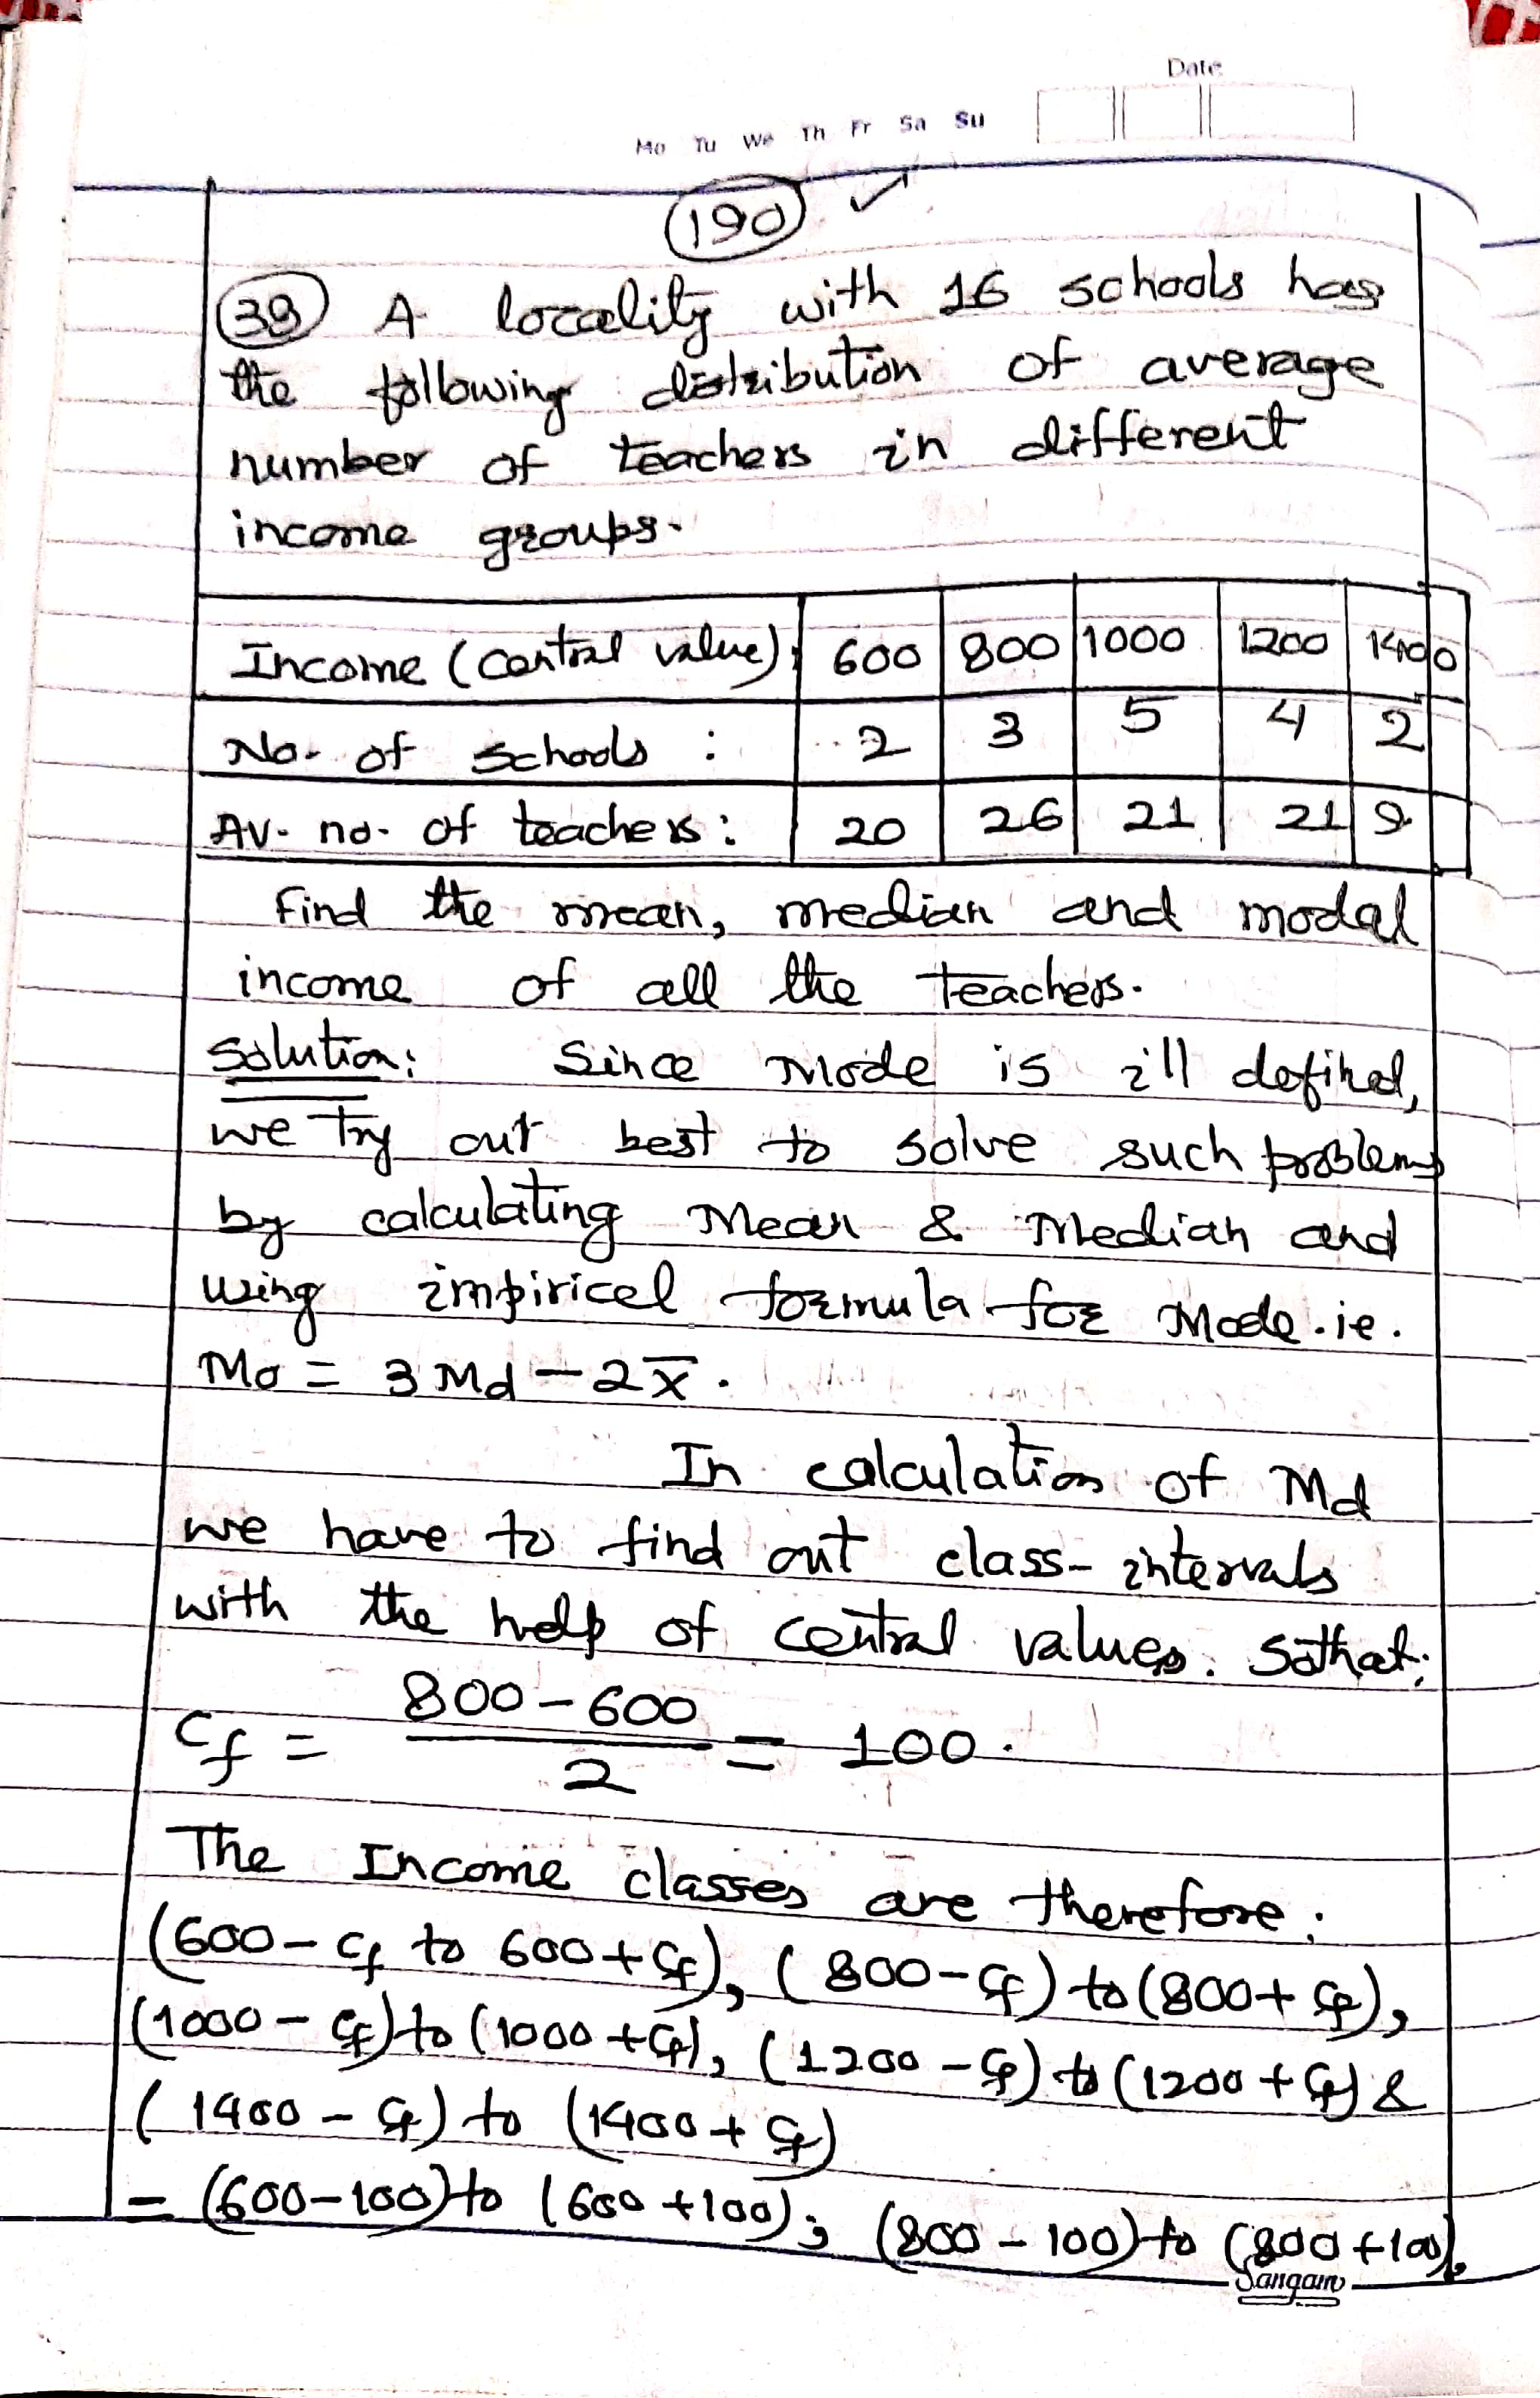 Date
Mo Tu We Th Fr Sa Su
190 ✓
39 A locality with 16 schools has
the following distribution of average
number of teachers in different
income groups.
Income (central value): 600 800 1000 1200 1400
No. of schools : 2 3 5 4 2
Av. no. of teachers: 20 26 21 21 9
Find the mean, median and modal
income of all the teachers.
Solution: Since Mode is ill defined,
we try out best to solve such problems
by calculating Mean & Median and
using impirical formula for Mode. ie.
Mo = 3 Md - 2x̅.
In calculation of Md
we have to find out class-intervals
with the help of central values. So that;
Cf = 800-600 / 2 = 100.
The Income classes are therefore;
(600-Cf to 600+Cf), (800-Cf) to (800+Cf),
(1000-Cf) to (1000+Cf), (1200-Cf) to (1200+Cf) &
(1400-Cf) to (1400+Cf)
= (600-100) to (600+100); (800-100) to (800+100),
Sangam